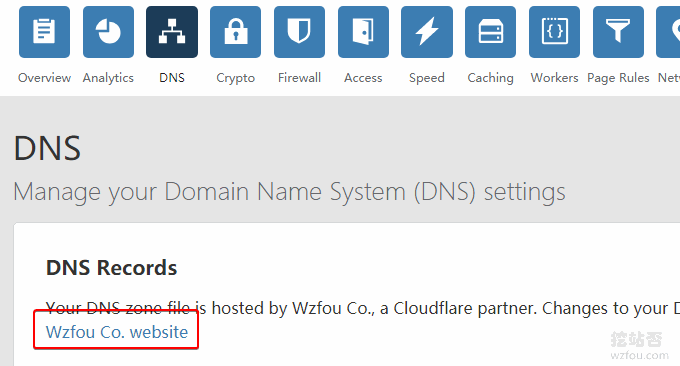 Overview Analytics DNS Crypto Firewall Access Speed Caching Workers Page Rules
DNS
Manage your Domain Name System (DNS) settings
DNS Records
Your DNS zone file is hosted by Wzfou Co., a Cloudflare partner. Changes to your
Wzfou Co. website
挖站否
wzfou.com